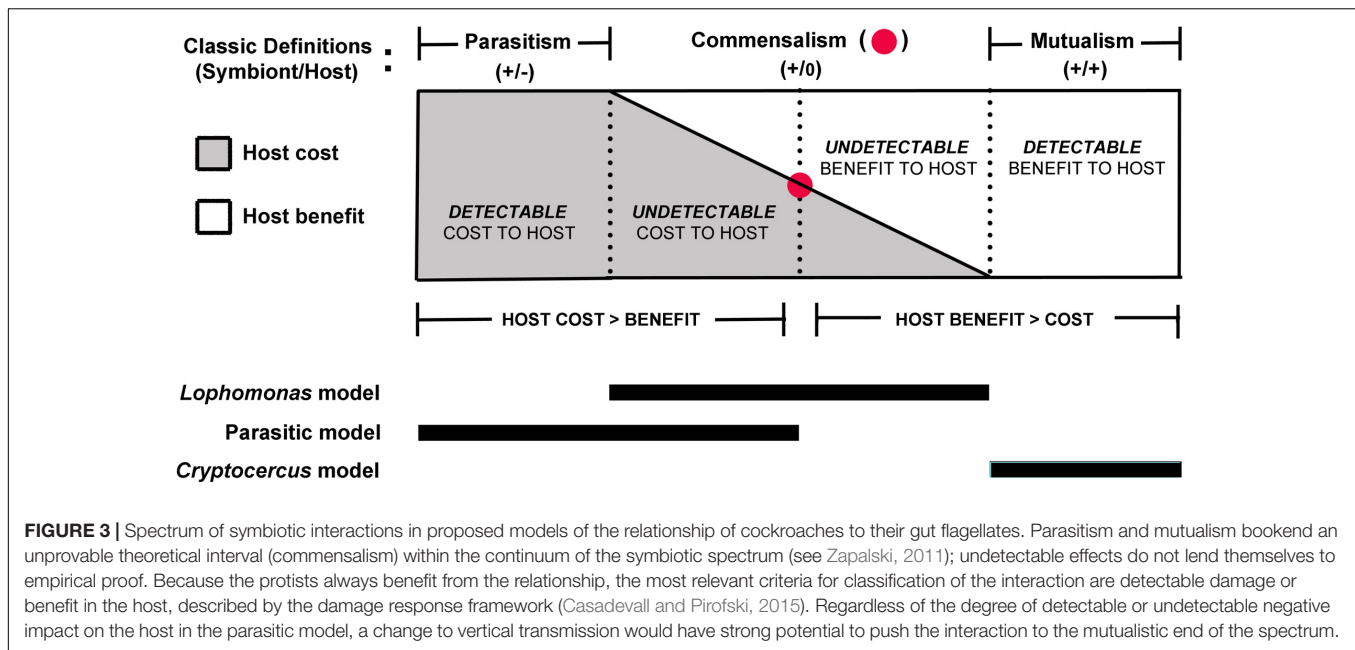 Classic Definitions :
(Symbiont/Host)
Parasitism
(+/-)
Commensalism ( )
(+/0)
Mutualism
(+/+)
Host cost
Host benefit
DETECTABLE
COST TO HOST
UNDETECTABLE
COST TO HOST
UNDETECTABLE
BENEFIT TO HOST
DETECTABLE
BENEFIT TO HOST
HOST COST > BENEFIT
HOST BENEFIT > COST
Lophomonas model
Parasitic model
Cryptocercus model
FIGURE 3 | Spectrum of symbiotic interactions in proposed models of the relationship of cockroaches to their gut flagellates. Parasitism and mutualism bookend an
unprovable theoretical interval (commensalism) within the continuum of the symbiotic spectrum (see Zapalski, 2011); undetectable effects do not lend themselves to
empirical proof. Because the protists always benefit from the relationship, the most relevant criteria for classification of the interaction are detectable damage or
benefit in the host, described by the damage response framework (Casadevall and Pirofski, 2015). Regardless of the degree of detectable or undetectable negative
impact on the host in the parasitic model, a change to vertical transmission would have strong potential to push the interaction to the mutualistic end of the spectrum.